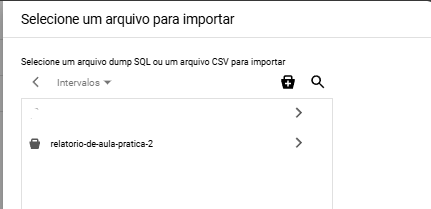 Selecione um arquivo para importar
Selecione um arquivo dump SQL ou um arquivo CSV para importar
Intervalos
relatorio-de-aula-pratica-2